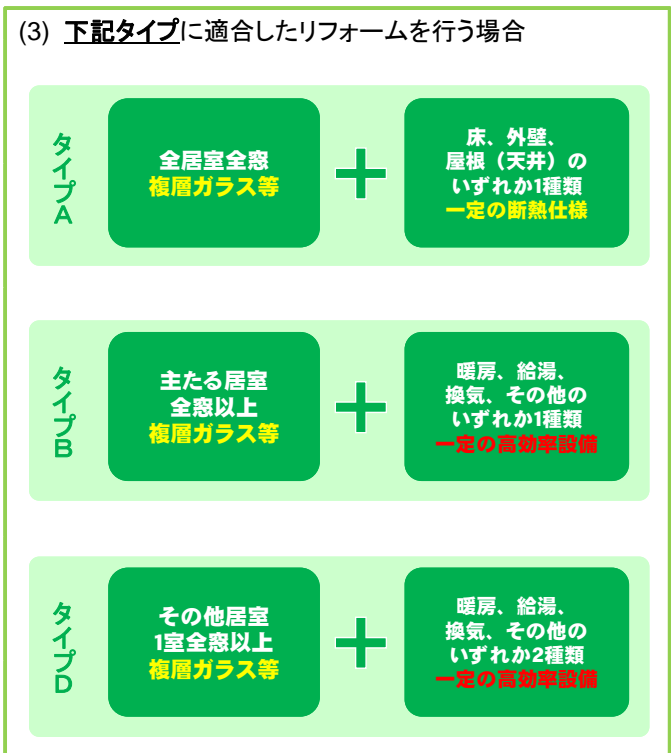 (3) 下記タイプに適合したリフォームを行う場合
タイプA
全居室全窓
複層ガラス等
＋
床、外壁、
屋根（天井）の
いずれか1種類
一定の断熱仕様
タイプB
主たる居室
全窓以上
複層ガラス等
＋
暖房、給湯、
換気、その他の
いずれか1種類
一定の高効率設備
タイプD
その他居室
1室全窓以上
複層ガラス等
＋
暖房、給湯、
換気、その他の
いずれか2種類
一定の高効率設備